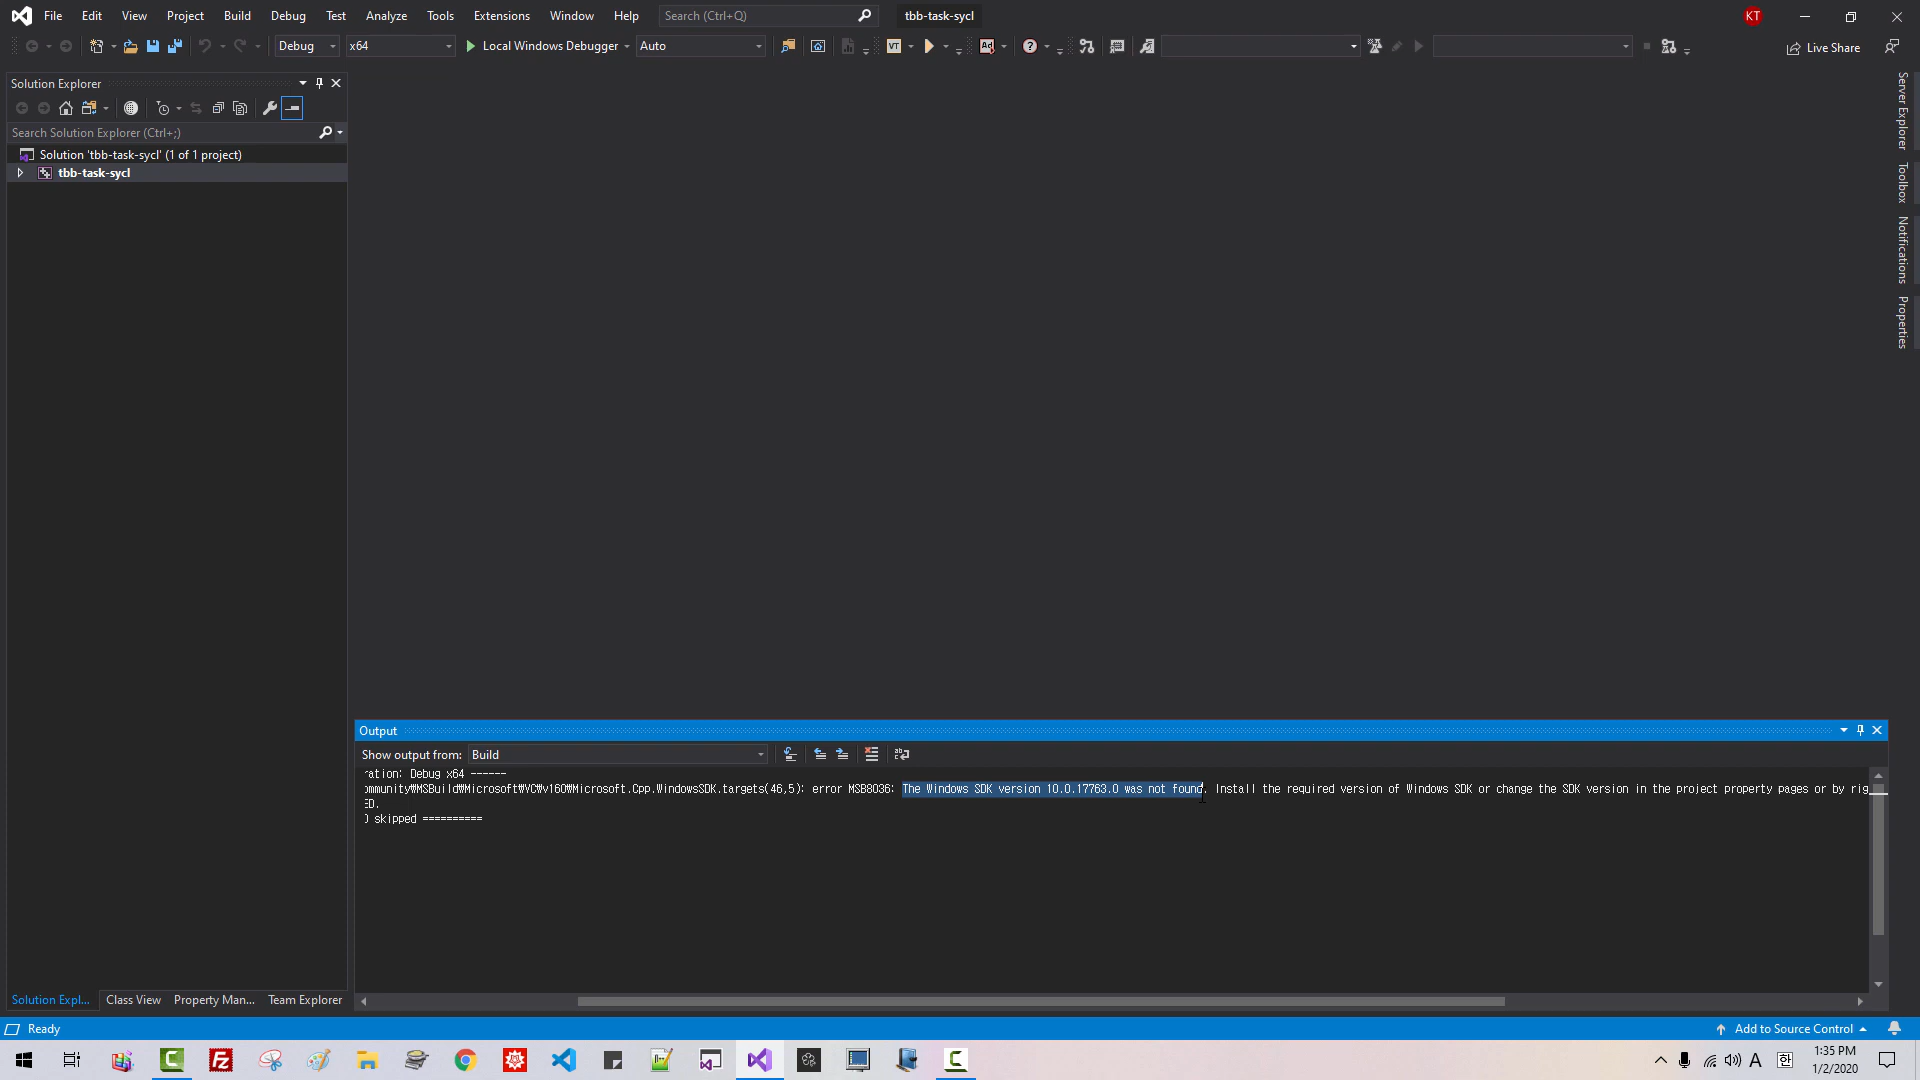 File Edit View Project Build Debug Test Analyze Tools Extensions Window Help Search (Ctrl+Q) tbb-task-sycl KT
Debug x64 Local Windows Debugger Auto VT Ad Live Share
Solution Explorer
Search Solution Explorer (Ctrl+;)
Solution 'tbb-task-sycl' (1 of 1 project)
tbb-task-sycl
Server Explorer
Toolbox
Notifications
Properties
Output
Show output from: Build
ration: Debug x64 ------
ommunity₩MSBuild₩Microsoft₩VC₩v160₩Microsoft.Cpp.WindowsSDK.targets(46,5): error MSB8036: The Windows SDK version 10.0.17763.0 was not found. Install the required version of Windows SDK or change the SDK version in the project property pages or by rig
ED.
0 skipped ==========
Solution Expl... Class View Property Man... Team Explorer
Ready Add to Source Control
A 한 1:35 PM
1/2/2020